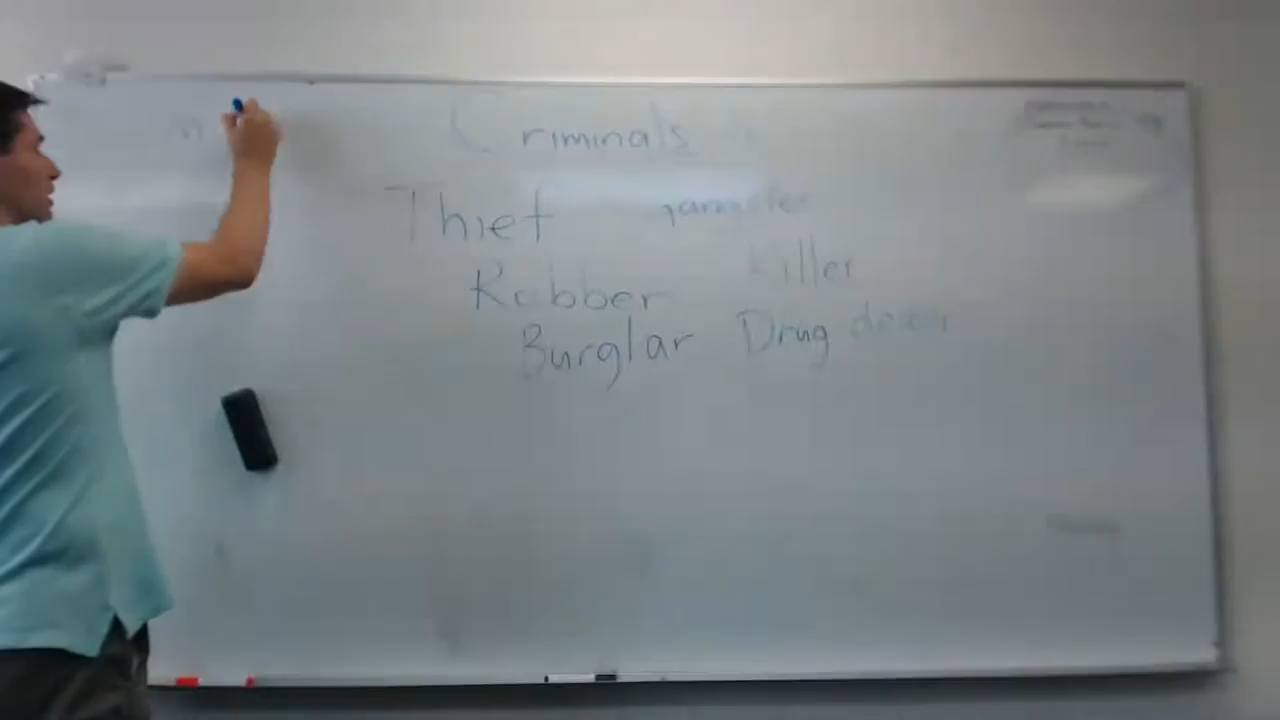 Criminals
Thief gangster
Robber Killer
Burglar Drug dealer